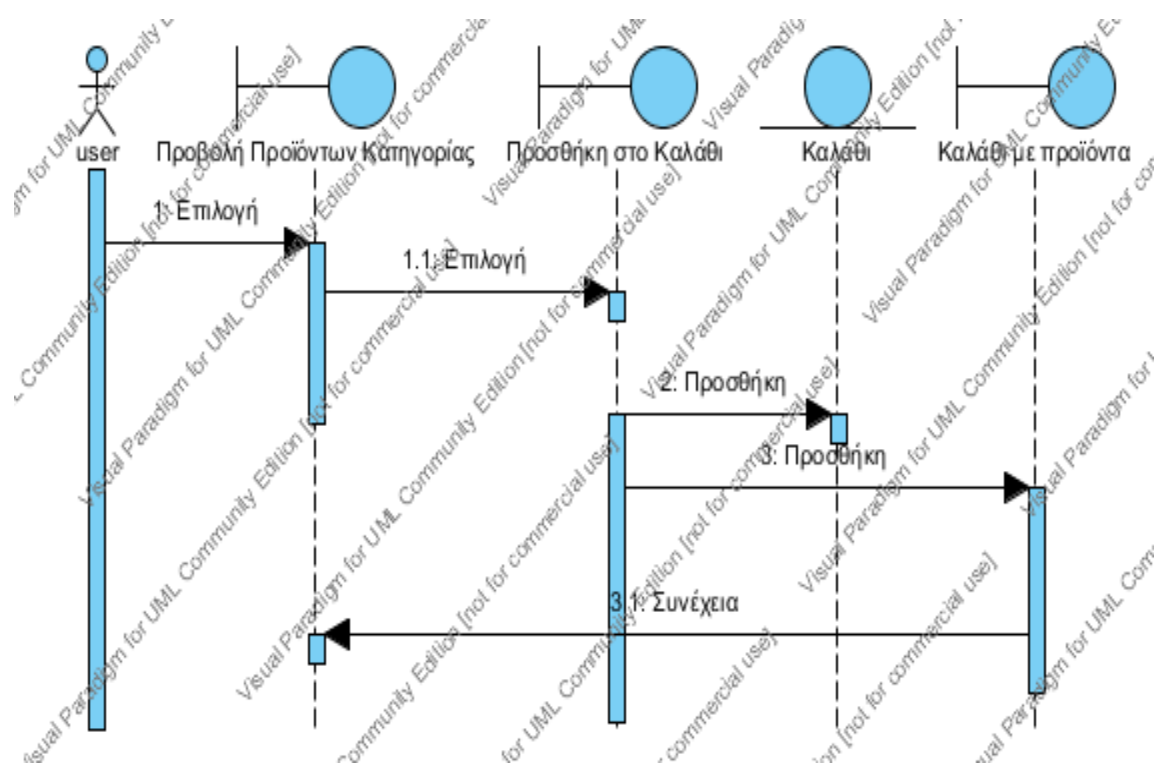 user
Προβολή Προϊόντων Κατηγορίας
Προσθήκη στο Καλάθι
Καλάθι
Καλάθι με προϊόντα
1: Επιλογή
1.1: Επιλογή
2: Προσθήκη
3: Προσθήκη
3.1: Συνέχεια
Visual Paradigm for UML Community Edition [not for commercial use]